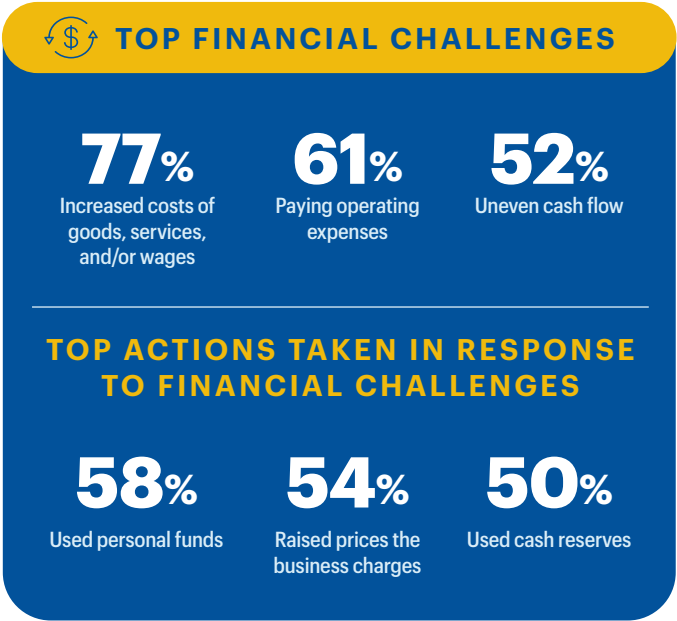 TOP FINANCIAL CHALLENGES
77%
Increased costs of
goods, services,
and/or wages
61%
Paying operating
expenses
52%
Uneven cash flow
TOP ACTIONS TAKEN IN RESPONSE
TO FINANCIAL CHALLENGES
58%
Used personal funds
54%
Raised prices the
business charges
50%
Used cash reserves